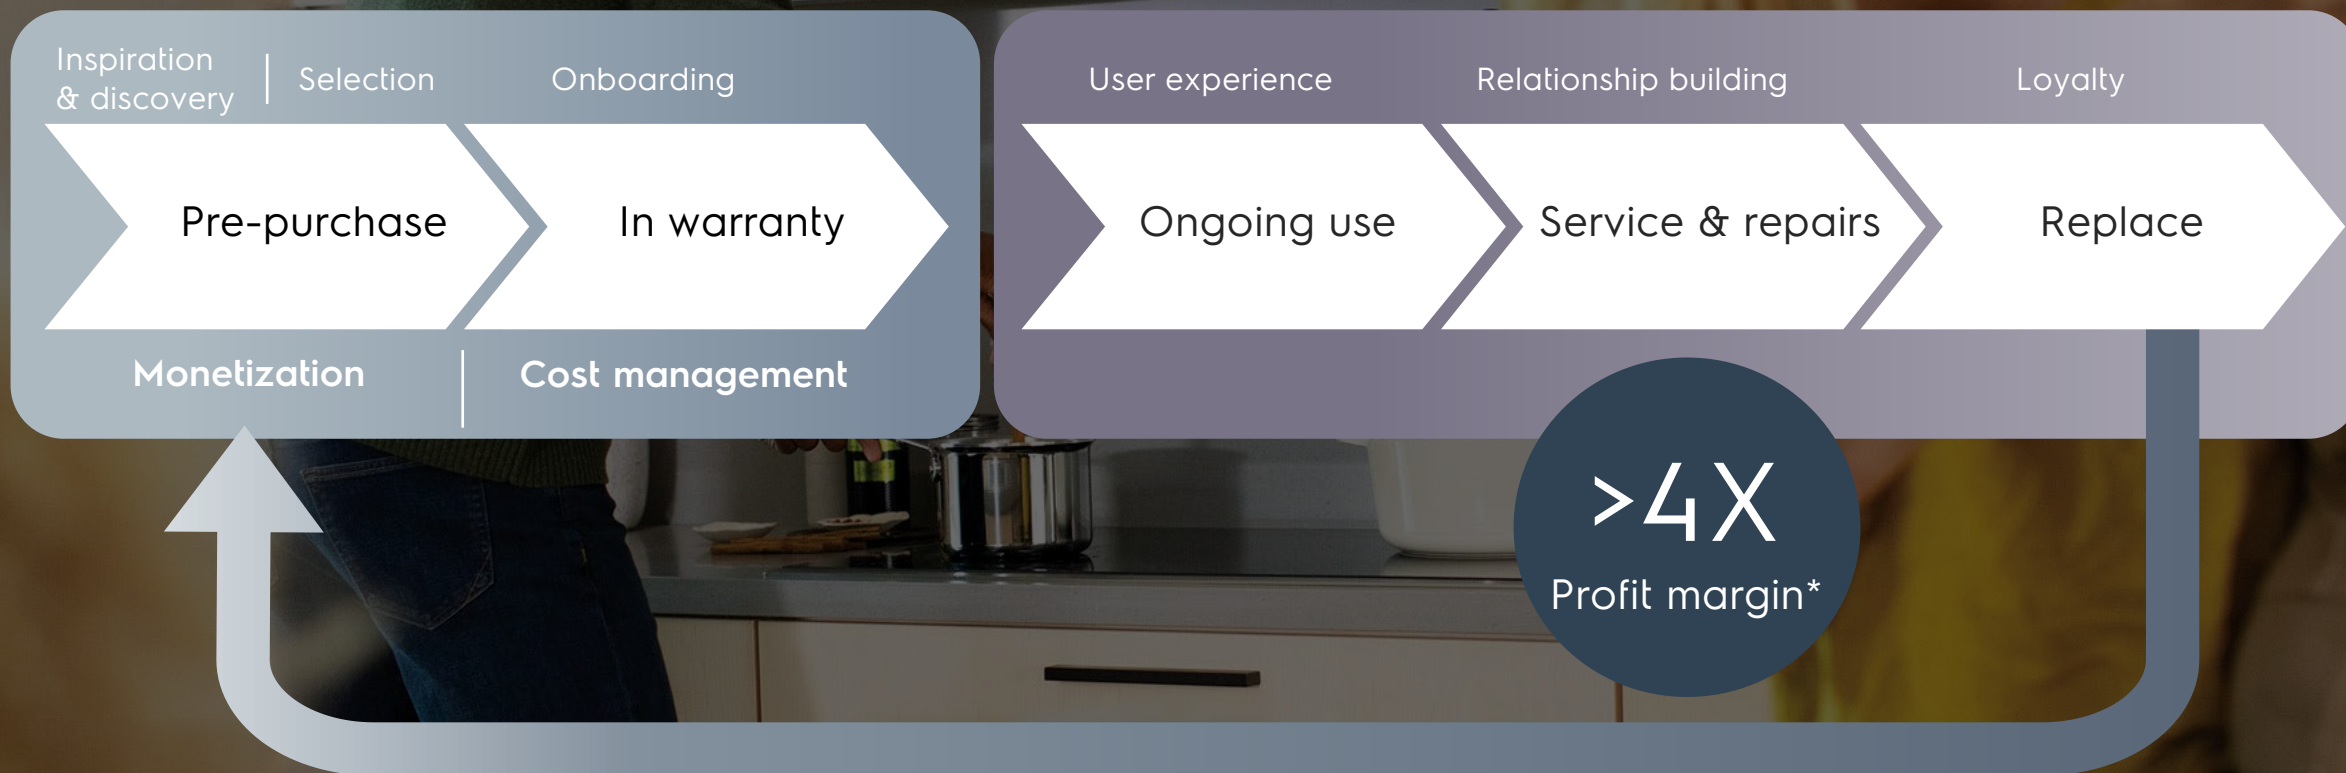 Inspiration
& discovery
Selection
Onboarding
User experience
Relationship building
Loyalty
Pre-purchase
In warranty
Ongoing use
Service & repairs
Replace
Monetization
Cost management
>4X
Profit margin*